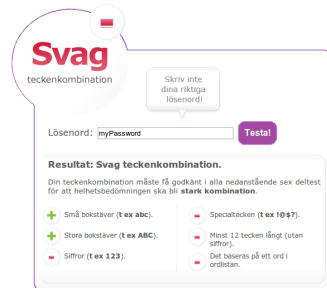 Svag
teckenkombination
Skriv inte
dina riktiga
lösenord!
Lösenord: myPassword Testa!
Resultat: Svag teckenkombination.
Din teckenkombination måste få godkänt i alla nedanstående sex deltest
för att helhetsbedömningen ska bli stark kombination.
Små bokstäver (t ex abc).
Stora bokstäver (t ex ABC).
Siffror (t ex 123).
Specialtecken (t ex !@$?).
Minst 12 tecken långt (utan
siffror).
Det baseras på ett ord i
ordlistan.